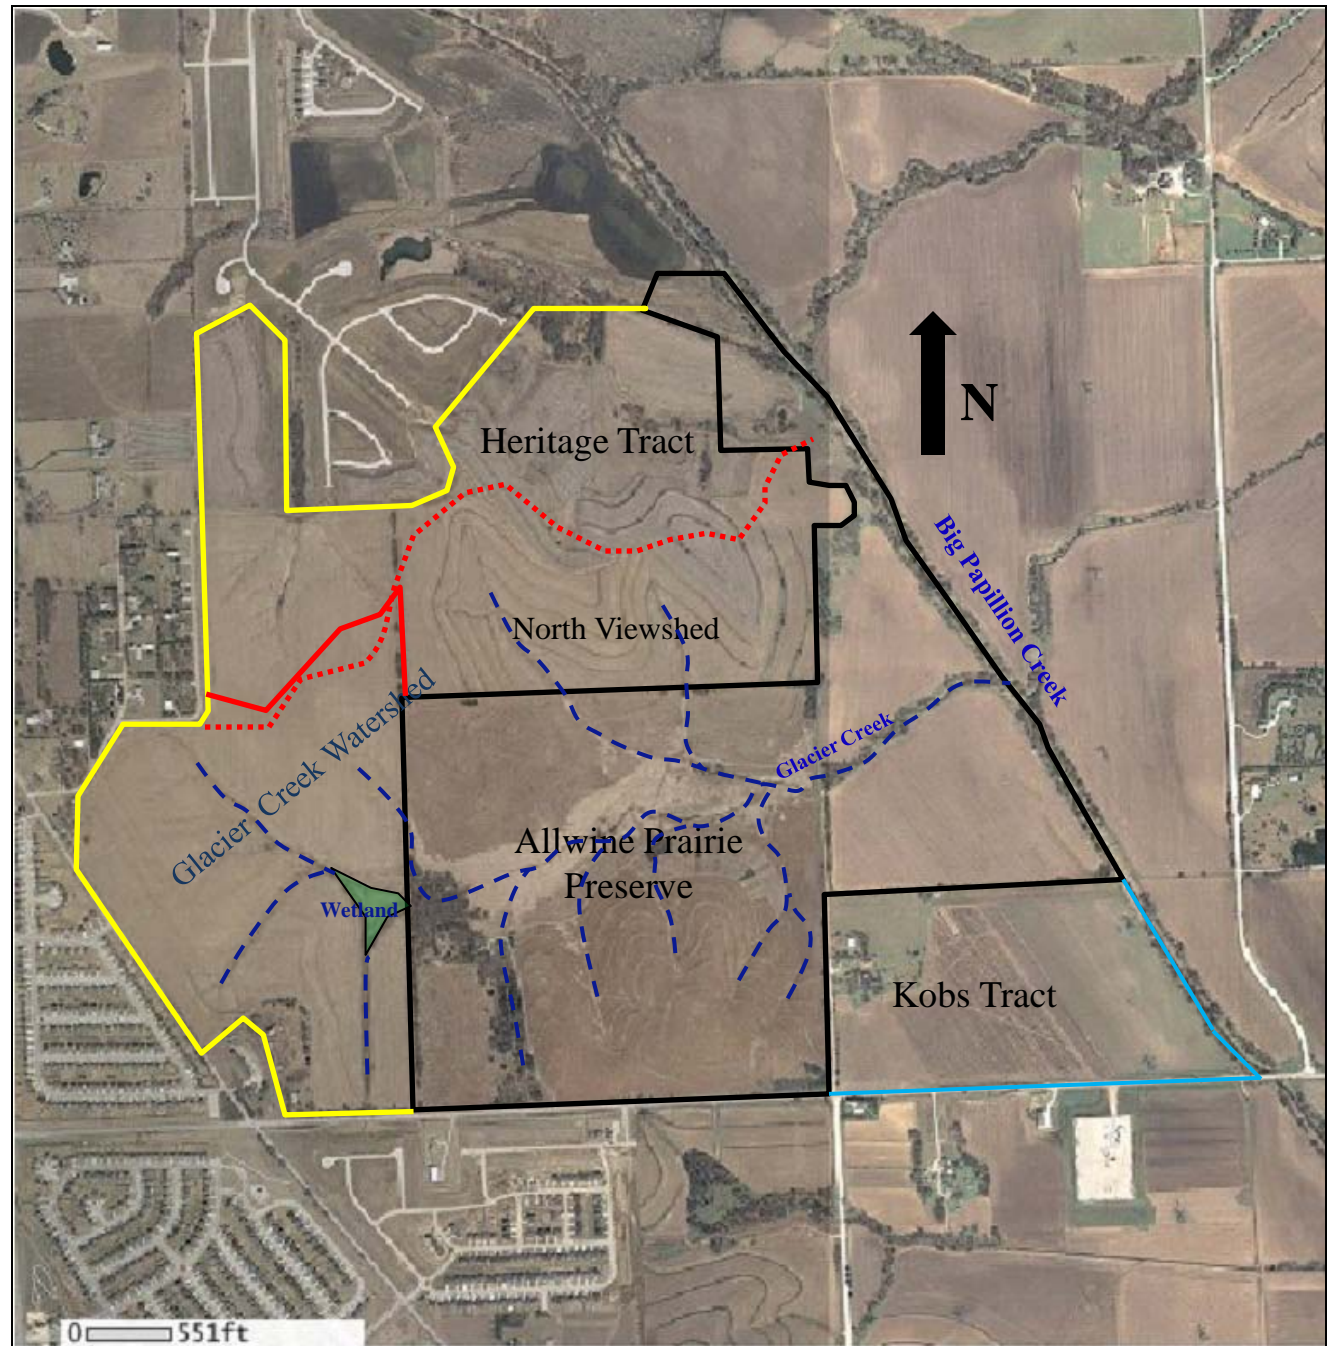 N
Heritage Tract
Big Papillion Creek
North Viewshed
Glacier Creek Watershed
Glacier Creek
Allwine Prairie
Preserve
Wetland
Kobs Tract
0 551ft